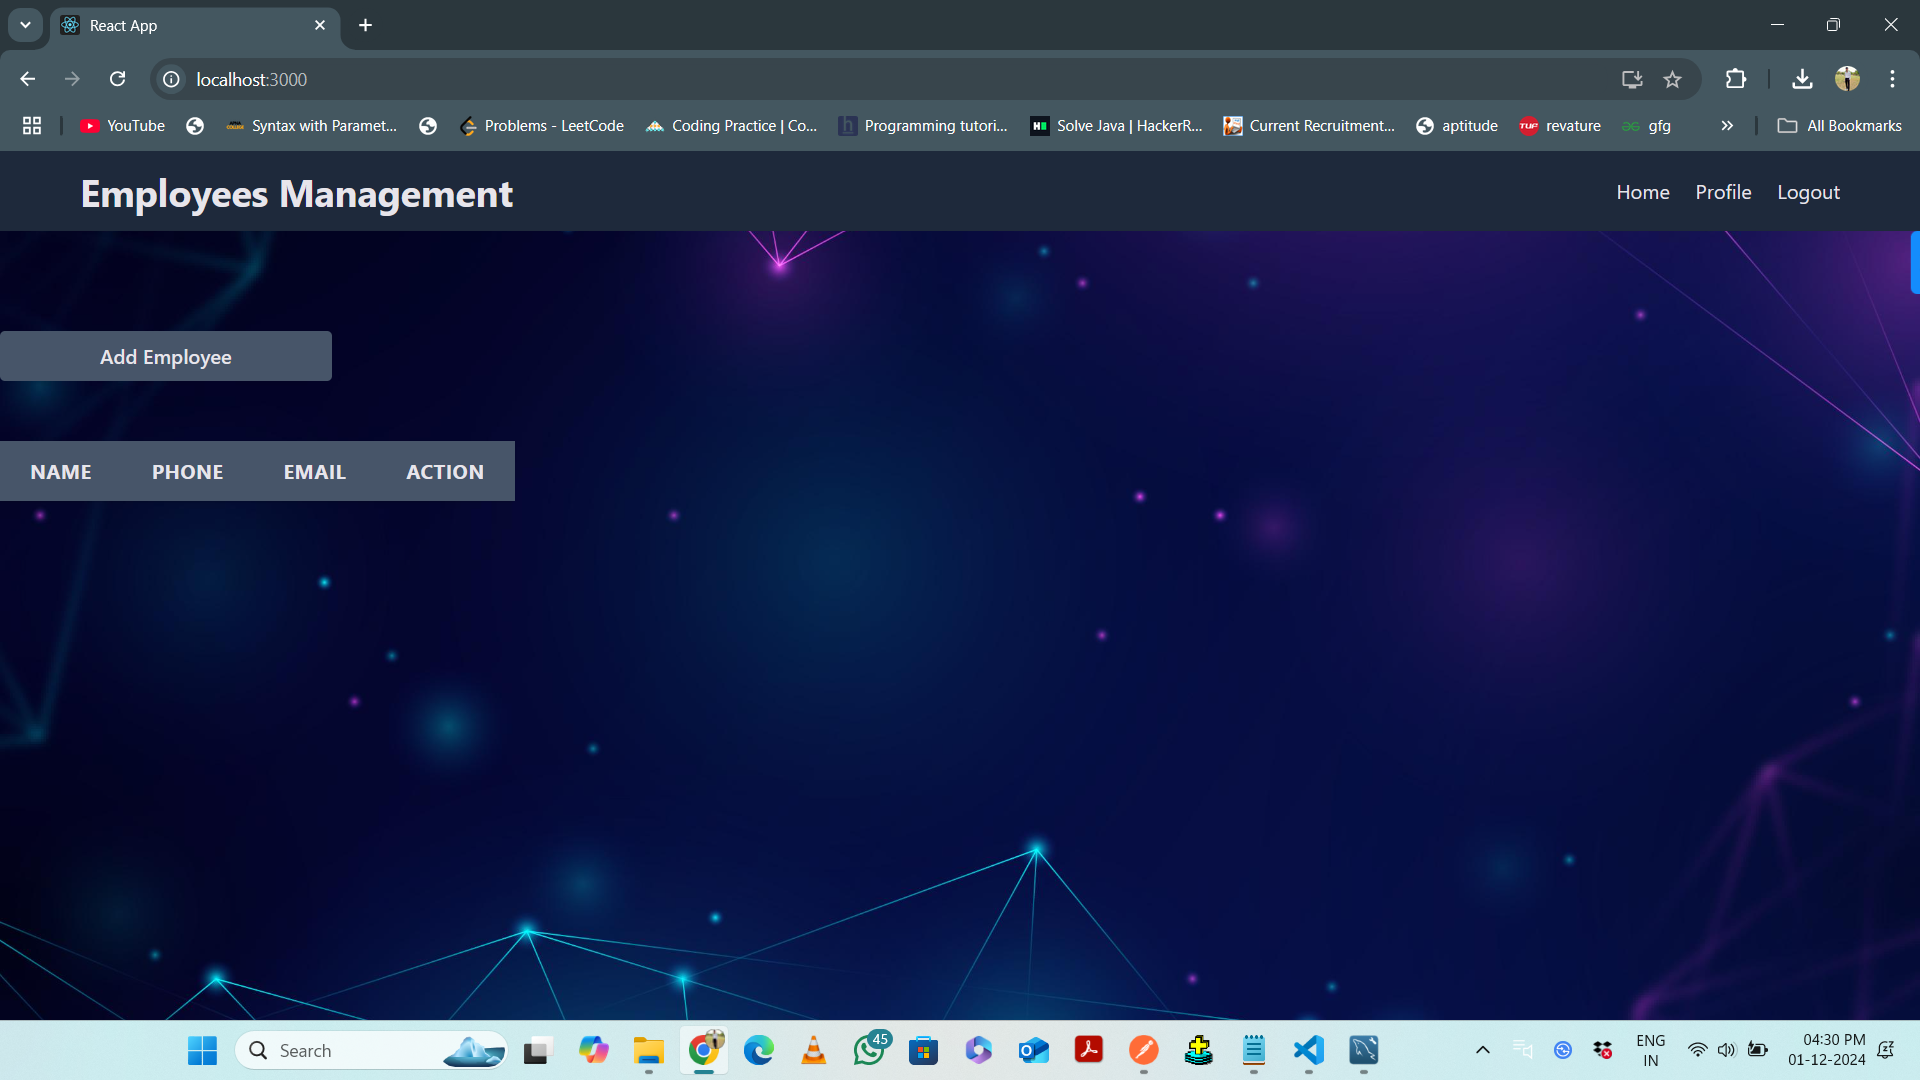 React App
localhost:3000
YouTube
Syntax with Paramet...
Problems - LeetCode
Coding Practice | Co...
Programming tutori...
Solve Java | HackerR...
Current Recruitment...
aptitude
revature
gfg
All Bookmarks
Employees Management
Home Profile Logout
Add Employee
NAME PHONE EMAIL ACTION
Search
45
ENG
IN
04:30 PM
01-12-2024